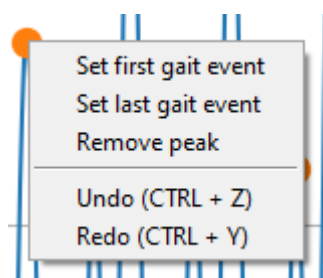 Set first gait event
Set last gait event
Remove peak
Undo (CTRL + Z)
Redo (CTRL + Y)